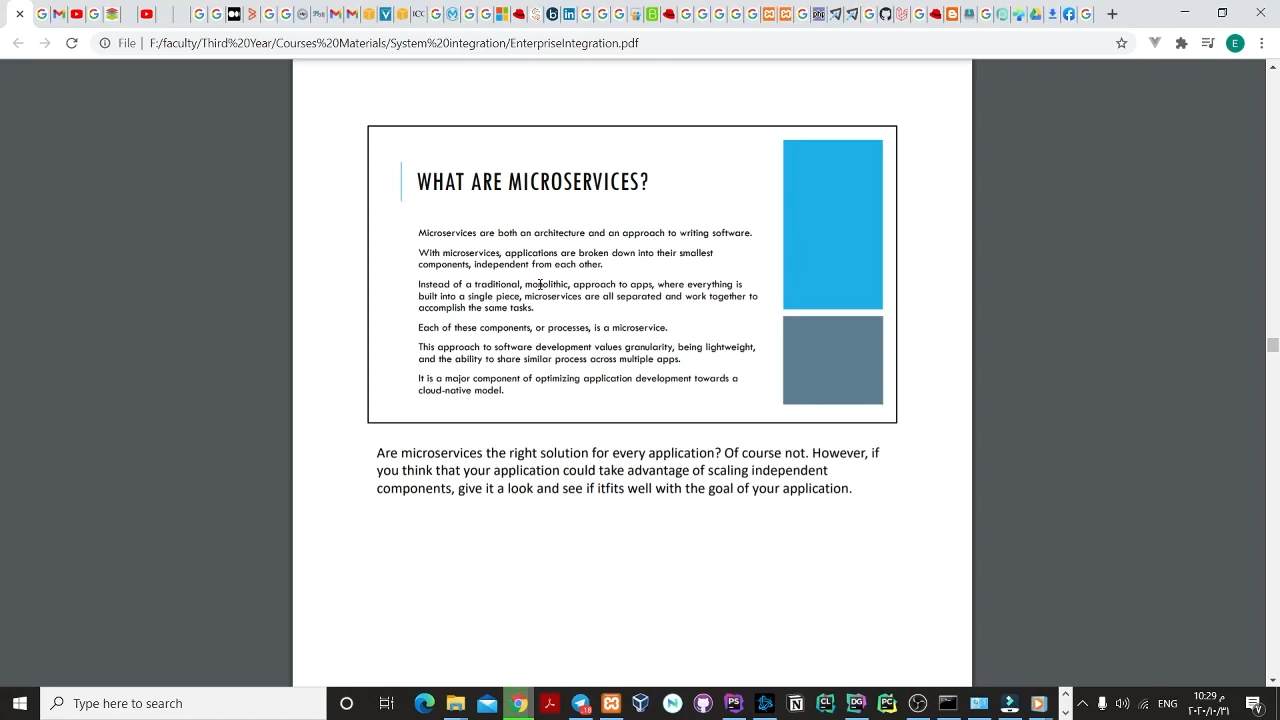 File | F:/faculty/Third%20Year/Courses%20Materials/System%20integration/EnterpriseIntegration.pdf
E
WHAT ARE MICROSERVICES?
Microservices are both an architecture and an approach to writing software.
With microservices, applications are broken down into their smallest
components, independent from each other.
Instead of a traditional, monolithic, approach to apps, where everything is
built into a single piece, microservices are all separated and work together to
accomplish the same tasks.
Each of these components, or processes, is a microservice.
This approach to software development values granularity, being lightweight,
and the ability to share similar process across multiple apps.
It is a major component of optimizing application development towards a
cloud-native model.
Are microservices the right solution for every application? Of course not. However, if
you think that your application could take advantage of scaling independent
components, give it a look and see if itfits well with the goal of your application.
Type here to search
18
PS
CL
DG
PC
ENG
10:29 م